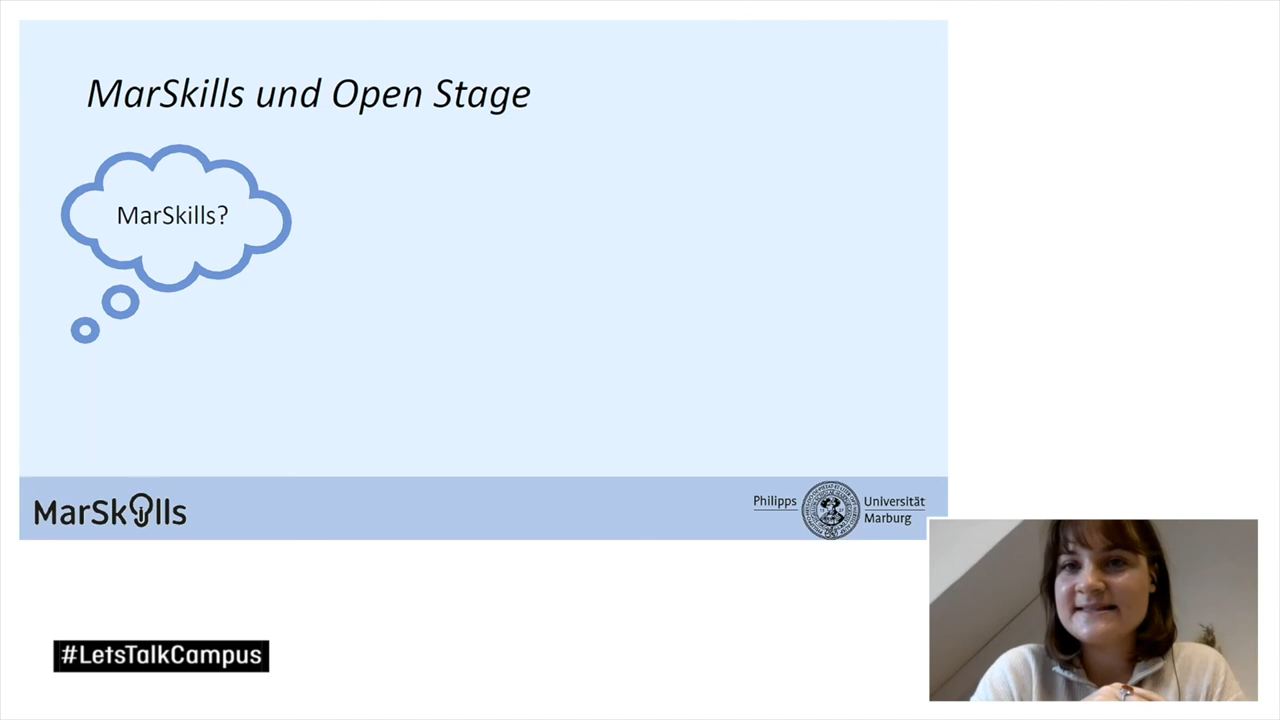 MarSkills und Open Stage
MarSkills?
MarSkills
Philipps Universität
Marburg
#LetsTalkCampus